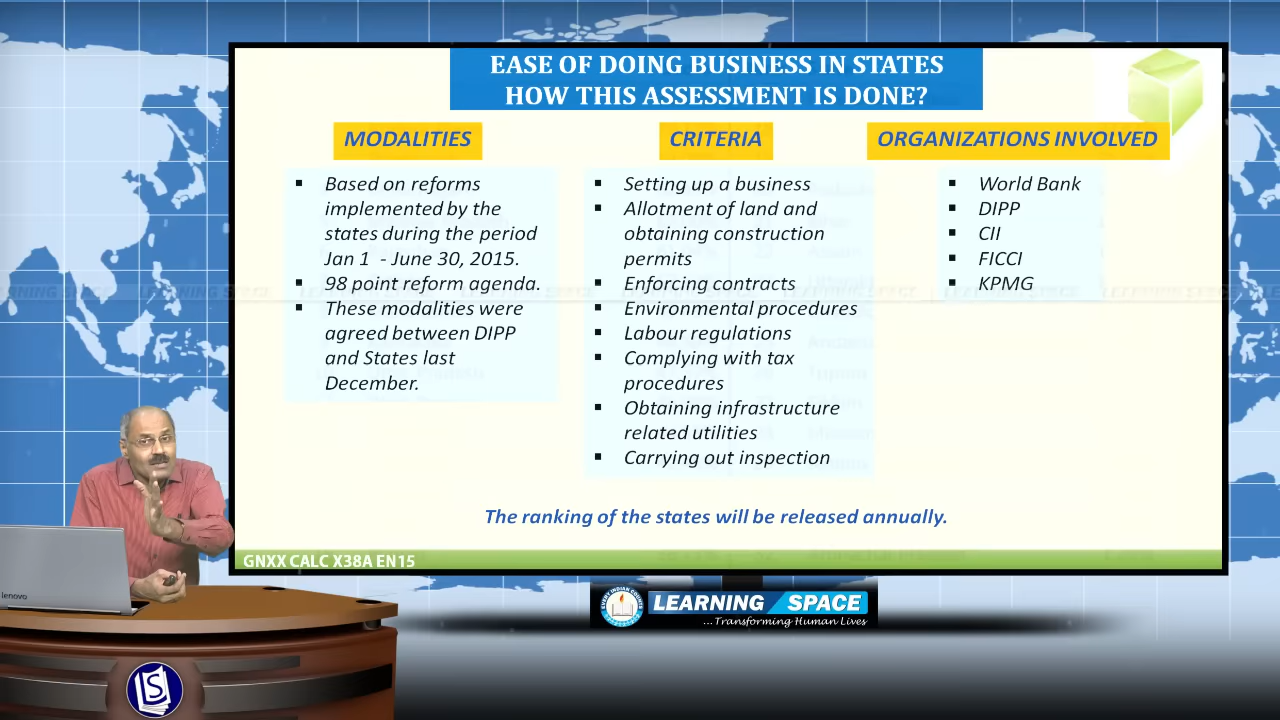 EASE OF DOING BUSINESS IN STATES
HOW THIS ASSESSMENT IS DONE?
MODALITIES
Based on reforms
implemented by the
states during the period
Jan 1 - June 30, 2015.
98 point reform agenda.
These modalities were
agreed between DIPP
and States last
December.
CRITERIA
Setting up a business
Allotment of land and
obtaining construction
permits
Enforcing contracts
Environmental procedures
Labour regulations
Complying with tax
procedures
Obtaining infrastructure
related utilities
Carrying out inspection
ORGANIZATIONS INVOLVED
World Bank
DIPP
CII
FICCI
KPMG
The ranking of the states will be released annually.
GNXX CALC X38A EN15
lenovo
EVERY INDIAN COUNTS
LEARNING SPACE
...Transforming Human Lives
LS